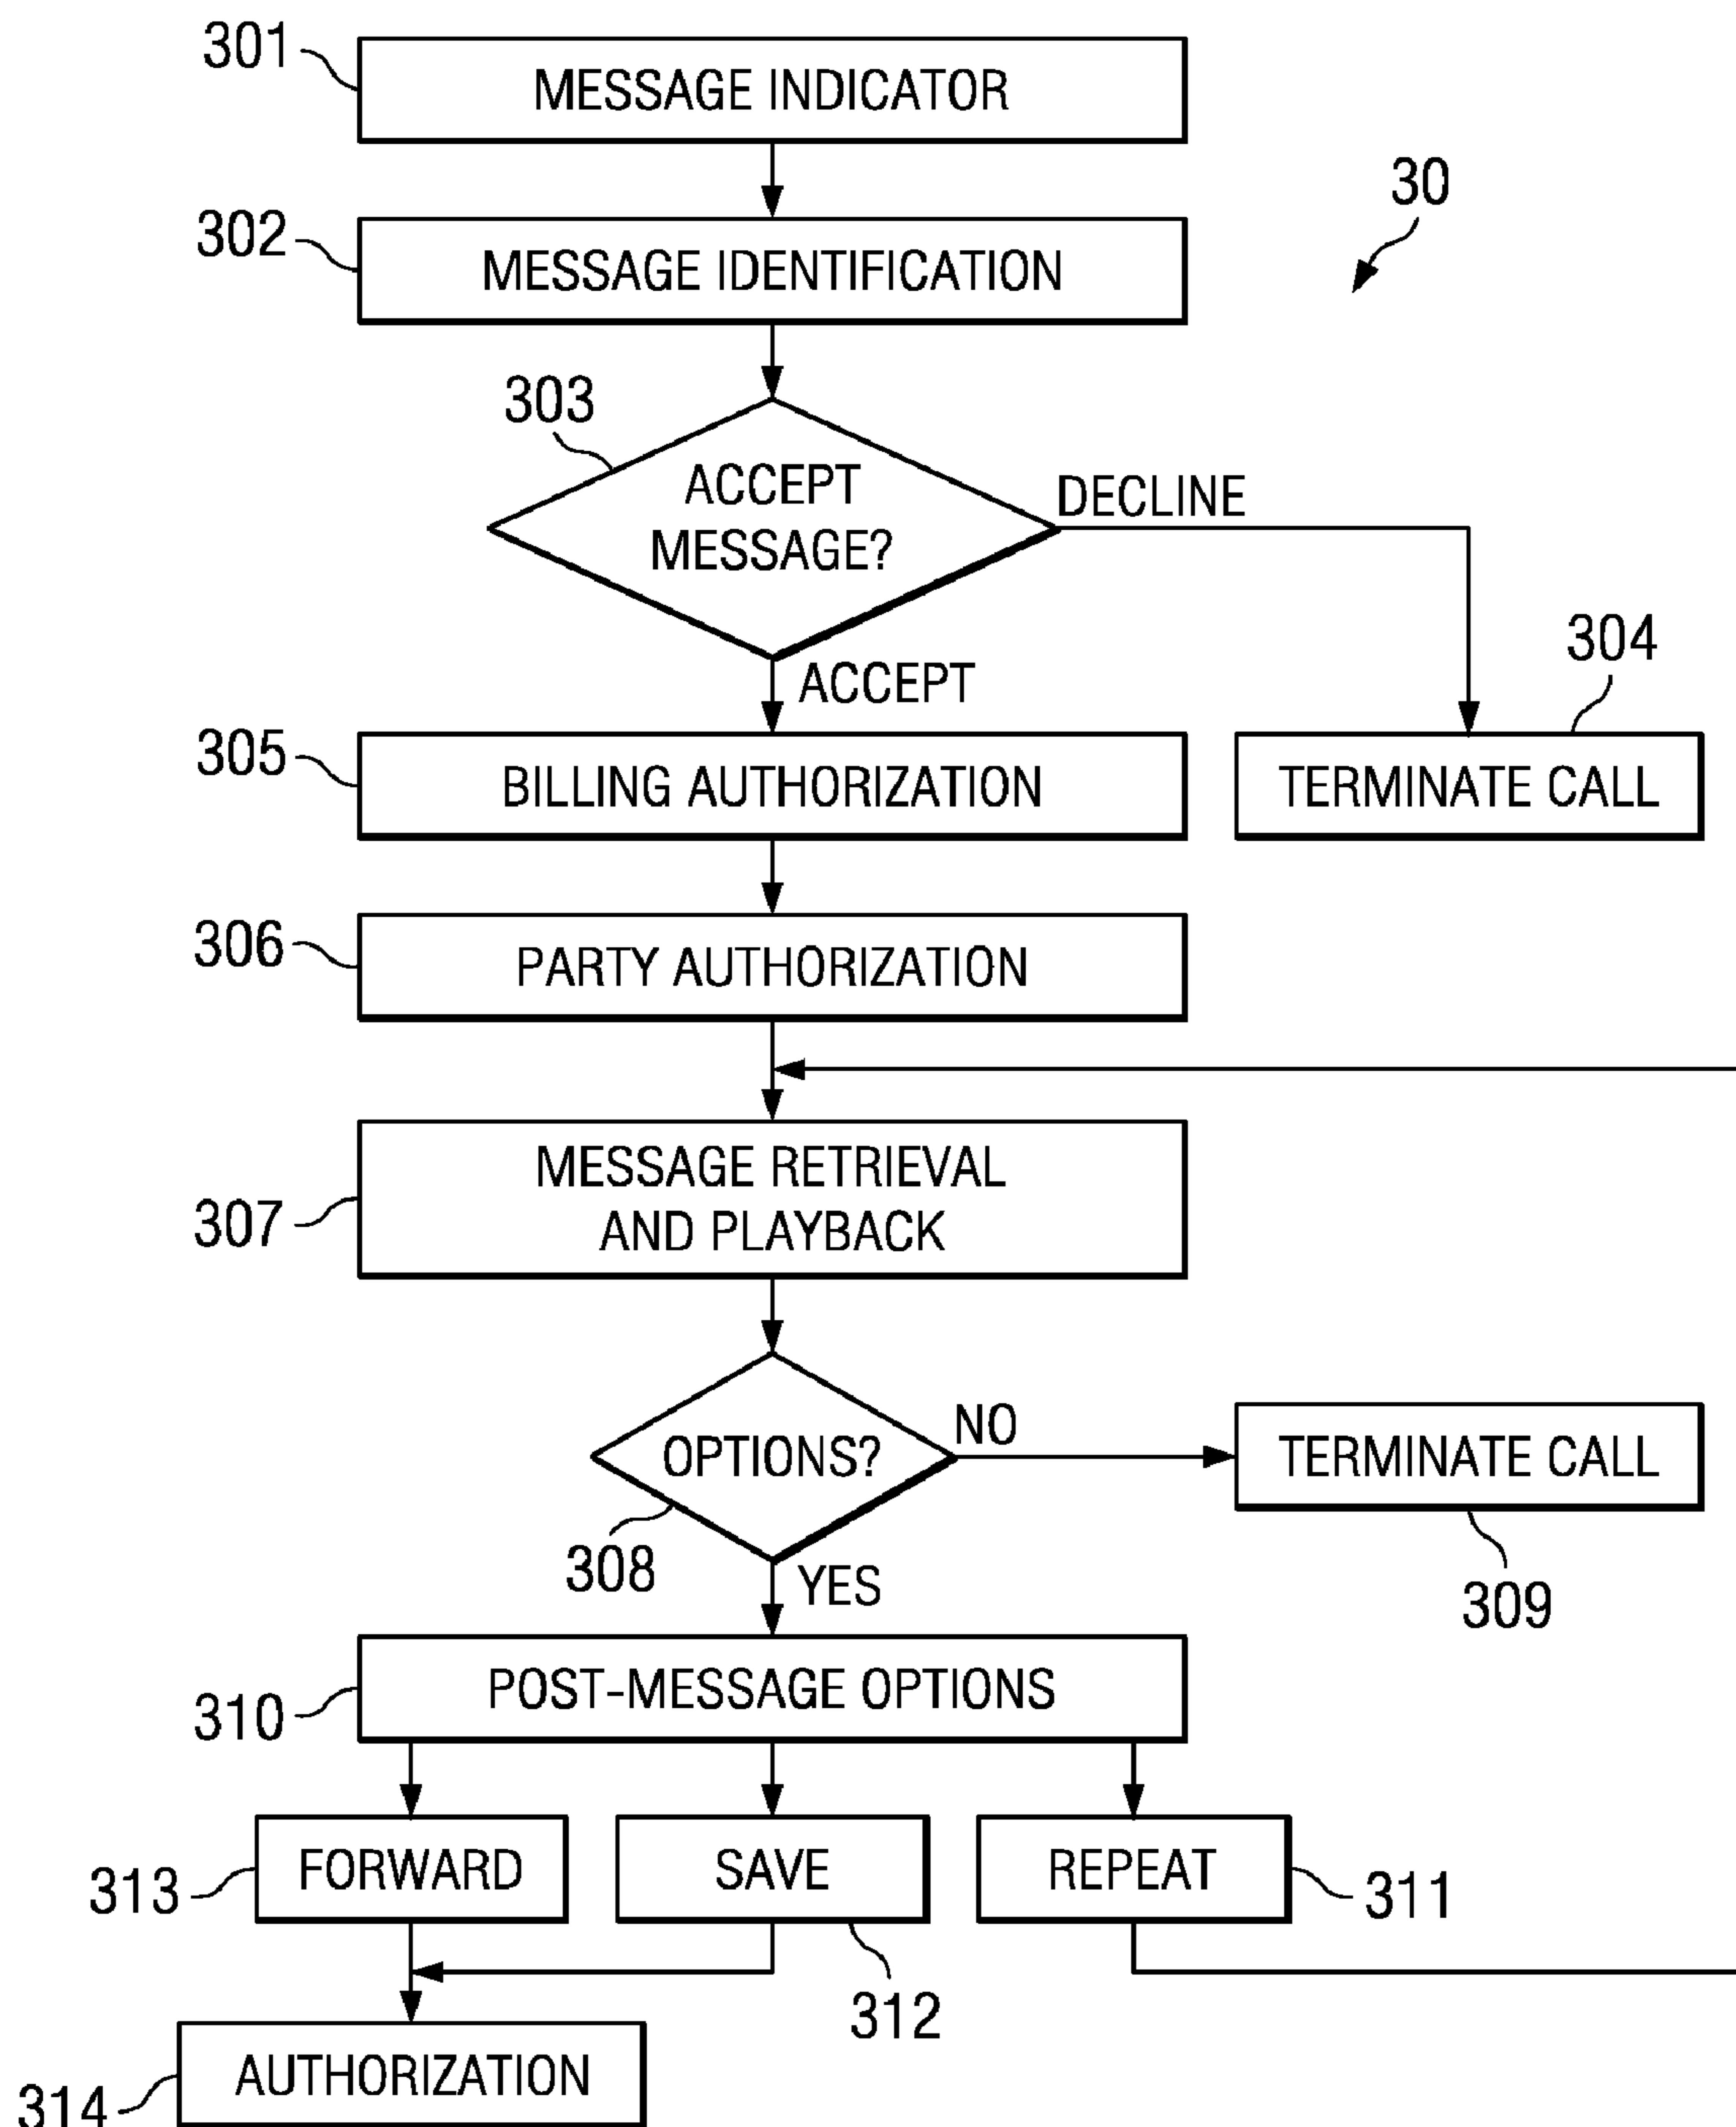 301
MESSAGE INDICATOR
30
302
MESSAGE IDENTIFICATION
303
ACCEPT
MESSAGE?
DECLINE
304
ACCEPT
305
BILLING AUTHORIZATION
TERMINATE CALL
306
PARTY AUTHORIZATION
MESSAGE RETRIEVAL
AND PLAYBACK
307
OPTIONS?
NO
TERMINATE CALL
308
YES
309
POST-MESSAGE OPTIONS
310
FORWARD
SAVE
REPEAT
313
311
312
AUTHORIZATION
314